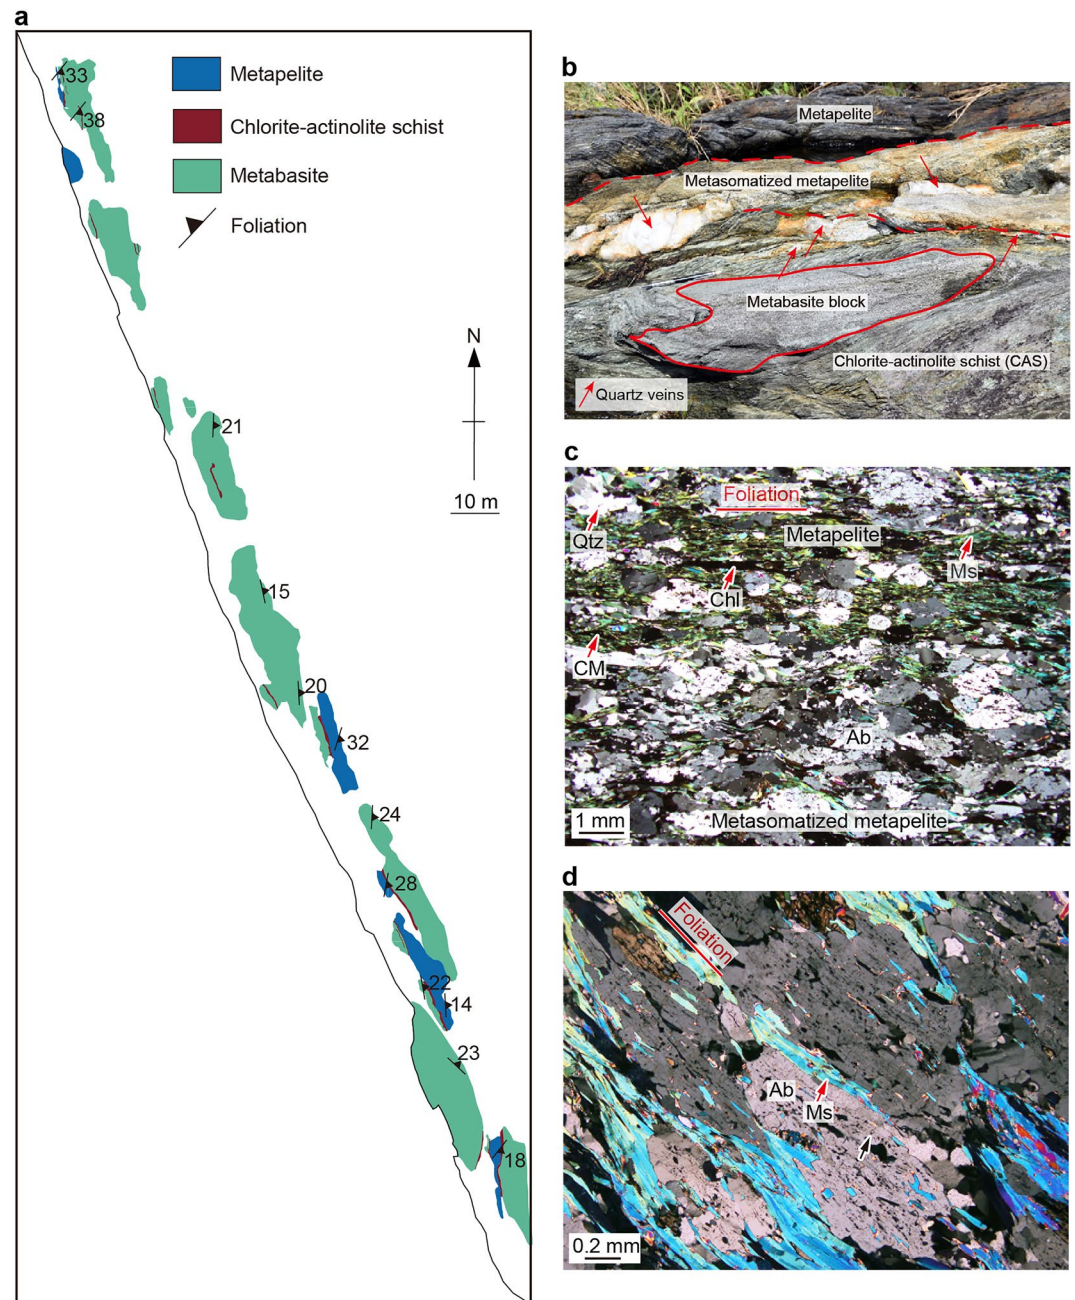 a
Metapelite
Chlorite-actinolite schist
Metabasite
Foliation
33
38
N
10 m
21
15
20
32
24
28
22
14
23
18
b
Metapelite
Metasomatized metapelite
Metabasite block
Chlorite-actinolite schist (CAS)
Quartz veins
c
Foliation
Qtz
Metapelite
Ms
Chl
CM
Ab
1 mm
Metasomatized metapelite
d
Foliation
Ab
Ms
0.2 mm